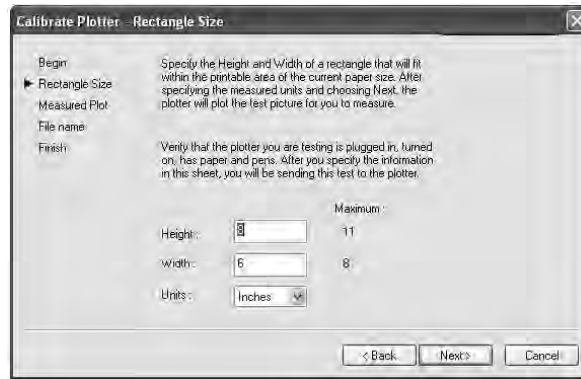 Calibrate Plotter - Rectangle Size
Begin
Rectangle Size
Measured Plot
File name
Finish
Specify the Height and Width of a rectangle that will fit
within the printable area of the current paper size. After
specifying the measured units and choosing Next, the
plotter will plot the test picture for you to measure.
Verify that the plotter you are testing is plugged in, turned
on, has paper and pens. After you specify the information
in this sheet, you will be sending this test to the plotter.
Maximum :
Height : 8 11
Width : 6 8
Units : Inches
< Back Next > Cancel